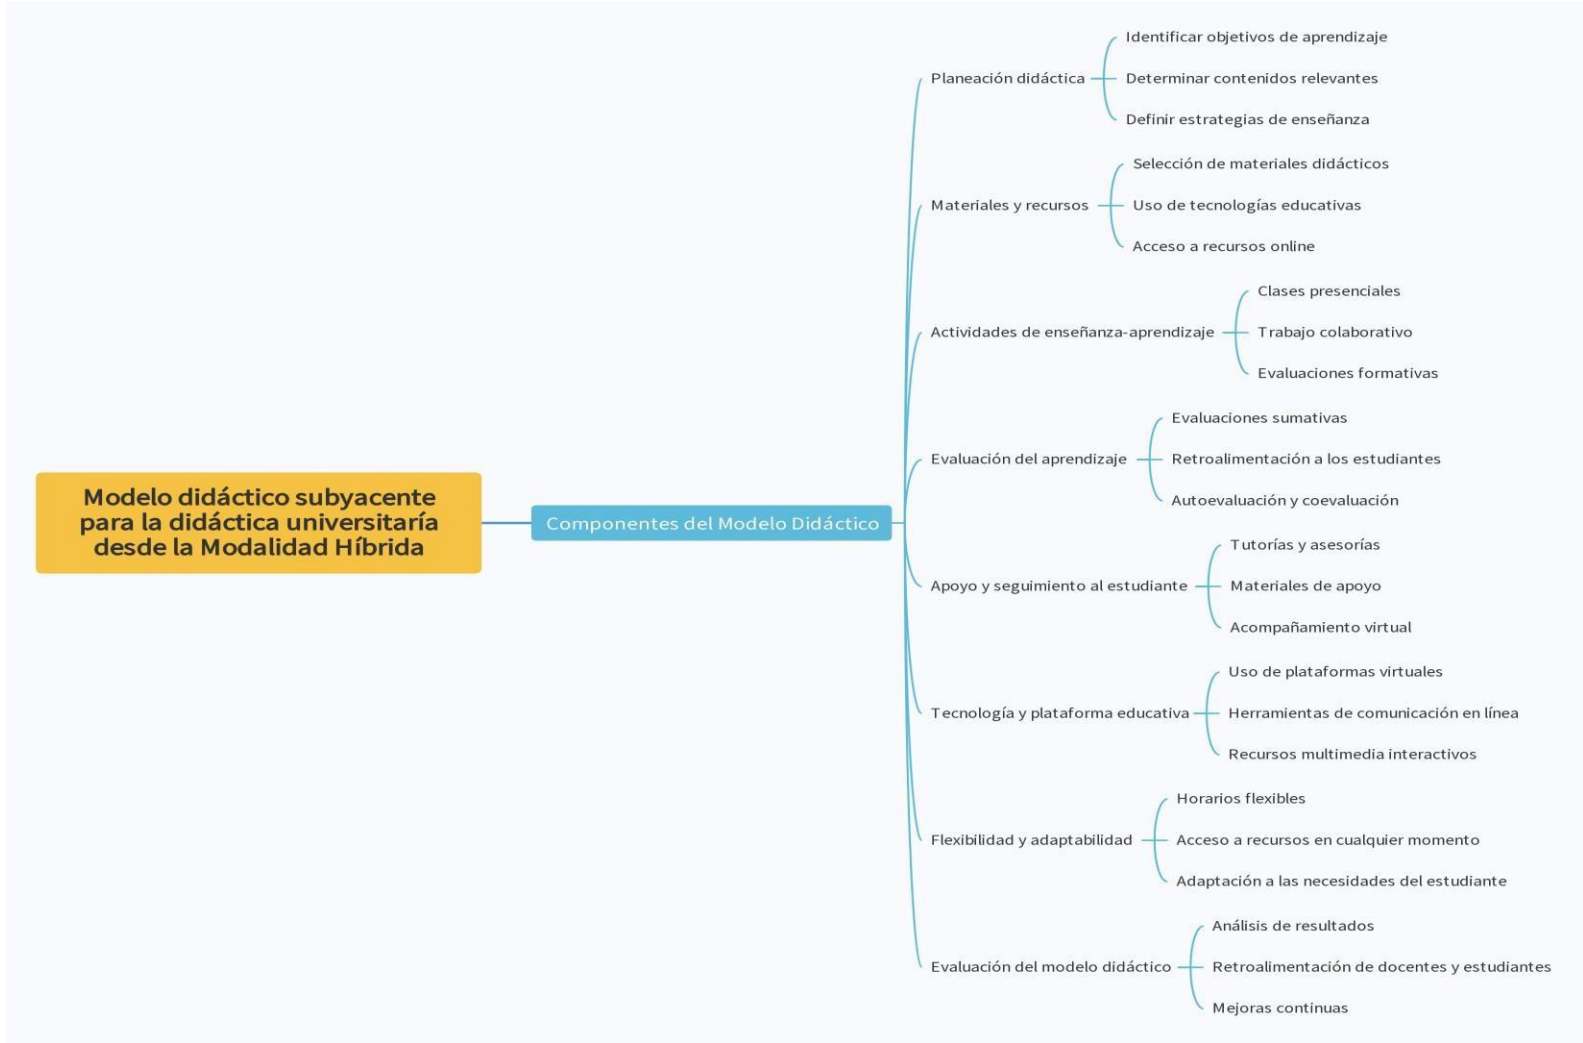 Modelo didáctico subyacente
para la didáctica universitaría
desde la Modalidad Híbrida
Componentes del Modelo Didáctico
Planeación didáctica
Identificar objetivos de aprendizaje
Determinar contenidos relevantes
Definir estrategias de enseñanza
Materiales y recursos
Selección de materiales didácticos
Uso de tecnologías educativas
Acceso a recursos online
Actividades de enseñanza-aprendizaje
Clases presenciales
Trabajo colaborativo
Evaluaciones formativas
Evaluación del aprendizaje
Evaluaciones sumativas
Retroalimentación a los estudiantes
Autoevaluación y coevaluación
Apoyo y seguimiento al estudiante
Tutorías y asesorías
Materiales de apoyo
Acompañamiento virtual
Tecnología y plataforma educativa
Uso de plataformas virtuales
Herramientas de comunicación en línea
Recursos multimedia interactivos
Flexibilidad y adaptabilidad
Horarios flexibles
Acceso a recursos en cualquier momento
Adaptación a las necesidades del estudiante
Evaluación del modelo didáctico
Análisis de resultados
Retroalimentación de docentes y estudiantes
Mejoras continuas